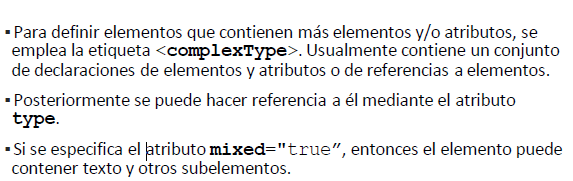 ▪ Para definir elementos que contienen más elementos y/o atributos, se
emplea la etiqueta <complexType>. Usualmente contiene un conjunto
de declaraciones de elementos y atributos o de referencias a elementos.
▪ Posteriormente se puede hacer referencia a él mediante el atributo
type.
▪ Si se especifica el atributo mixed="true”, entonces el elemento puede
contener texto y otros subelementos.